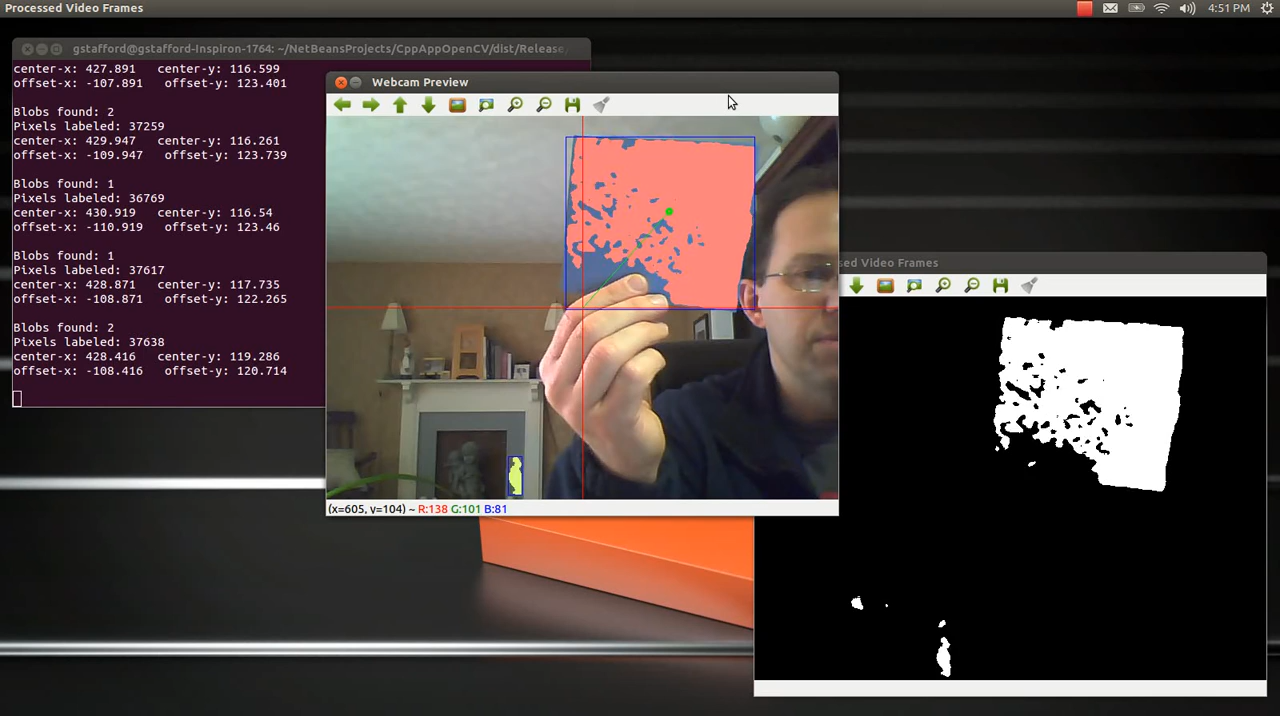 Processed Video Frames
4:51 PM
gstafford@gstafford-Inspiron-1764: ~/NetBeansProjects/CppAppOpenCV/dist/Release
center-x: 427.891 center-y: 116.599
offset-x: -107.891 offset-y: 123.401
Blobs found: 2
Pixels labeled: 37259
center-x: 429.947 center-y: 116.261
offset-x: -109.947 offset-y: 123.739
Blobs found: 1
Pixels labeled: 36769
center-x: 430.919 center-y: 116.54
offset-x: -110.919 offset-y: 123.46
Blobs found: 1
Pixels labeled: 37617
center-x: 428.871 center-y: 117.735
offset-x: -108.871 offset-y: 122.265
Blobs found: 2
Pixels labeled: 37638
center-x: 428.416 center-y: 119.286
offset-x: -108.416 offset-y: 120.714
Webcam Preview
(x=605, y=104) ~ R:138 G:101 B:81
sed Video Frames